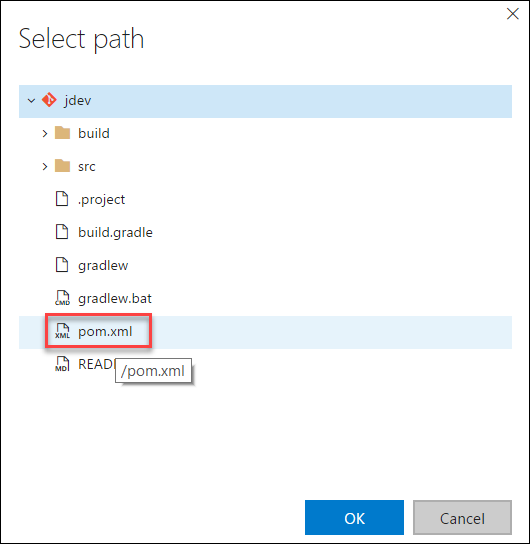 Select path
jdev
build
src
.project
build.gradle
gradlew
gradlew.bat
CMD
pom.xml
XML
MD
/pom.xml
OK
Cancel